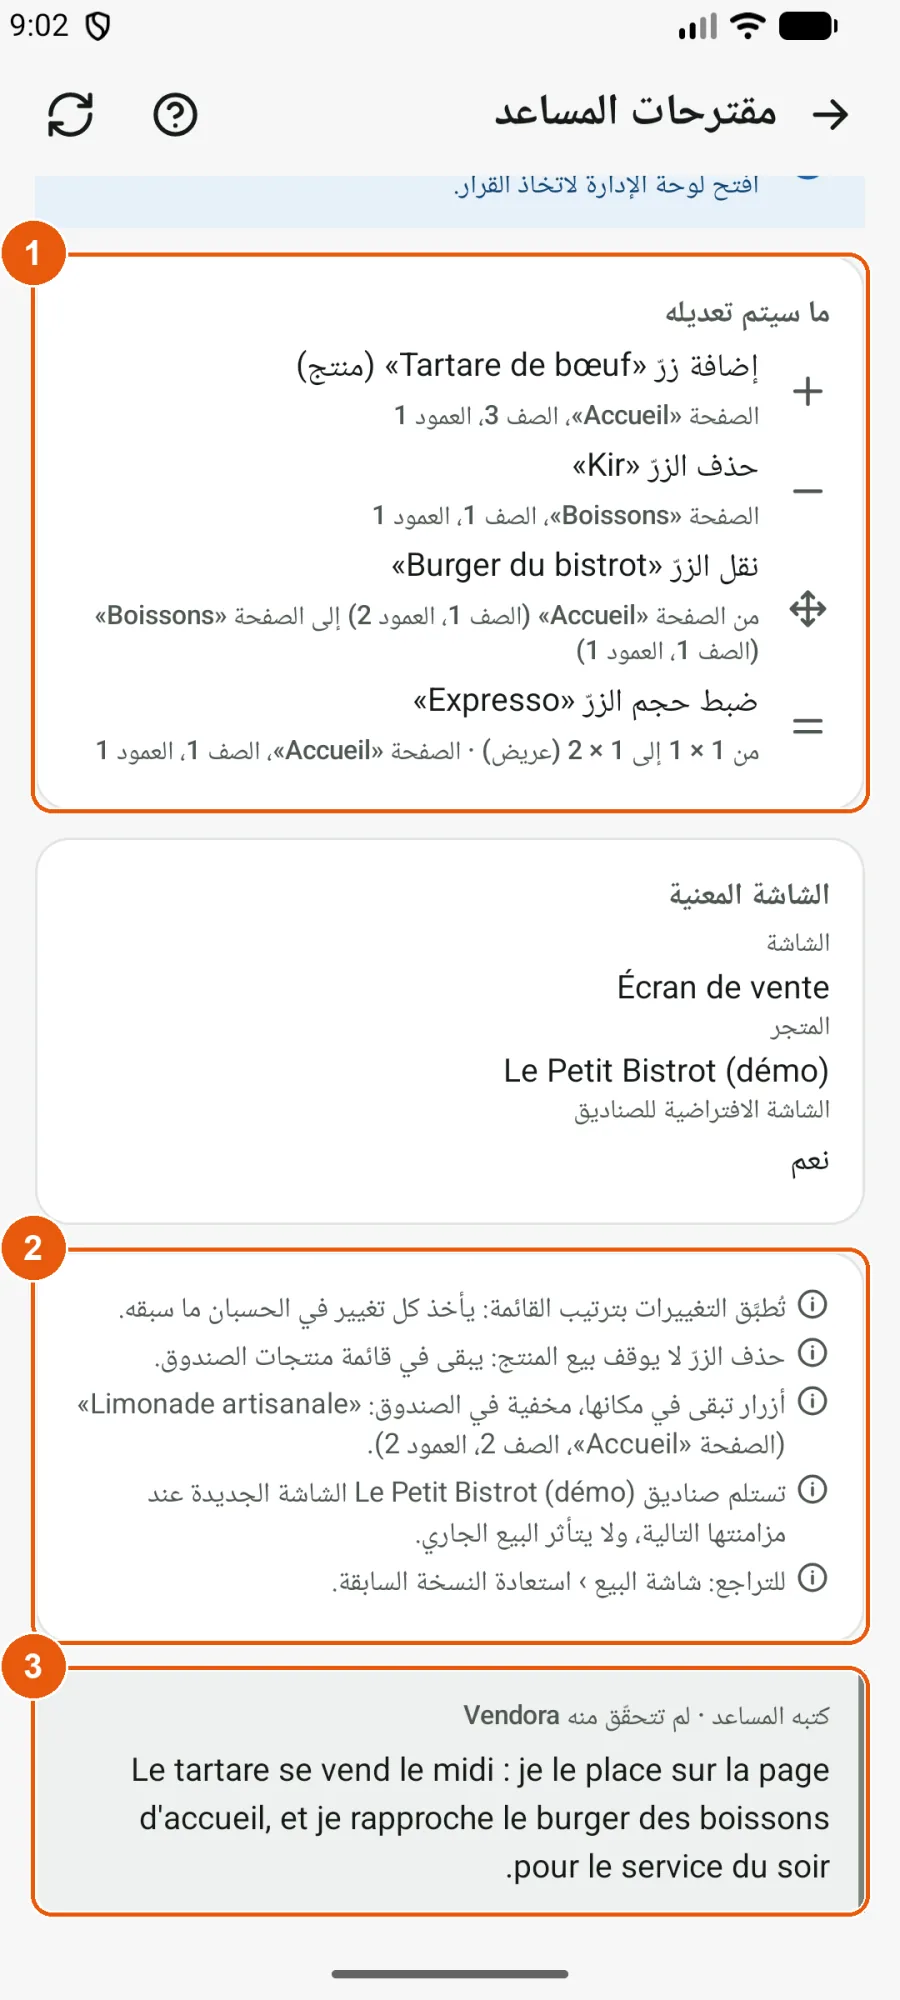 9:02
مقترحات المساعد
افتح لوحة الإدارة لاتخاذ القرار.
1
ما سيتم تعديله
إضافة زرّ «Tartare de bœuf» (منتج)
الصفحة «Accueil»، الصف 3، العمود 1
حذف الزرّ «Kir»
الصفحة «Boissons»، الصف 1، العمود 1
نقل الزرّ «Burger du bistrot»
من الصفحة «Accueil» (الصف 1، العمود 2) إلى الصفحة «Boissons»
(الصف 1، العمود 1)
ضبط حجم الزرّ «Expresso»
من 1 × 1 إلى 1 × 2 (عريض) · الصفحة «Accueil»، الصف 1، العمود 1
الشاشة المعنية
الشاشة
Écran de vente
المتجر
Le Petit Bistrot (démo)
الشاشة الافتراضية للصناديق
نعم
2
تُطبَّق التغييرات بترتيب القائمة: يأخذ كل تغيير في الحسبان ما سبقه.
حذف الزرّ لا يوقف بيع المنتج: يبقى في قائمة منتجات الصندوق.
أزرار تبقى في مكانها، مخفية في الصندوق: «Limonade artisanale»
(الصفحة «Accueil»، الصف 2، العمود 2).
تستلم صناديق Le Petit Bistrot (démo) الشاشة الجديدة عند
مزامنتها التالية، ولا يتأثر البيع الجاري.
للتراجع: شاشة البيع › استعادة النسخة السابقة.
3
كتبه المساعد · لم تتحقّق منه Vendora
Le tartare se vend le midi : je le place sur la page
d'accueil, et je rapproche le burger des boissons
pour le service du soir.